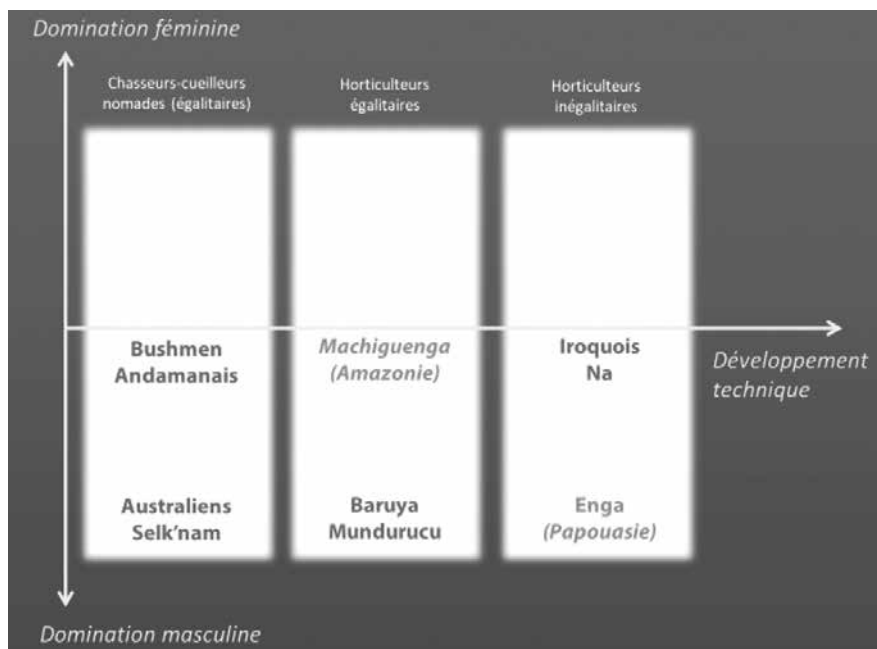 Domination féminine
Chasseurs-cueilleurs
nomades (égalitaires)
Horticulteurs
égalitaires
Horticulteurs
inégalitaires
Bushmen
Andamanais
Machiguenga
(Amazonie)
Iroquois
Na
Développement
technique
Australiens
Selk'nam
Baruya
Mundurucu
Enga
(Papouasie)
Domination masculine